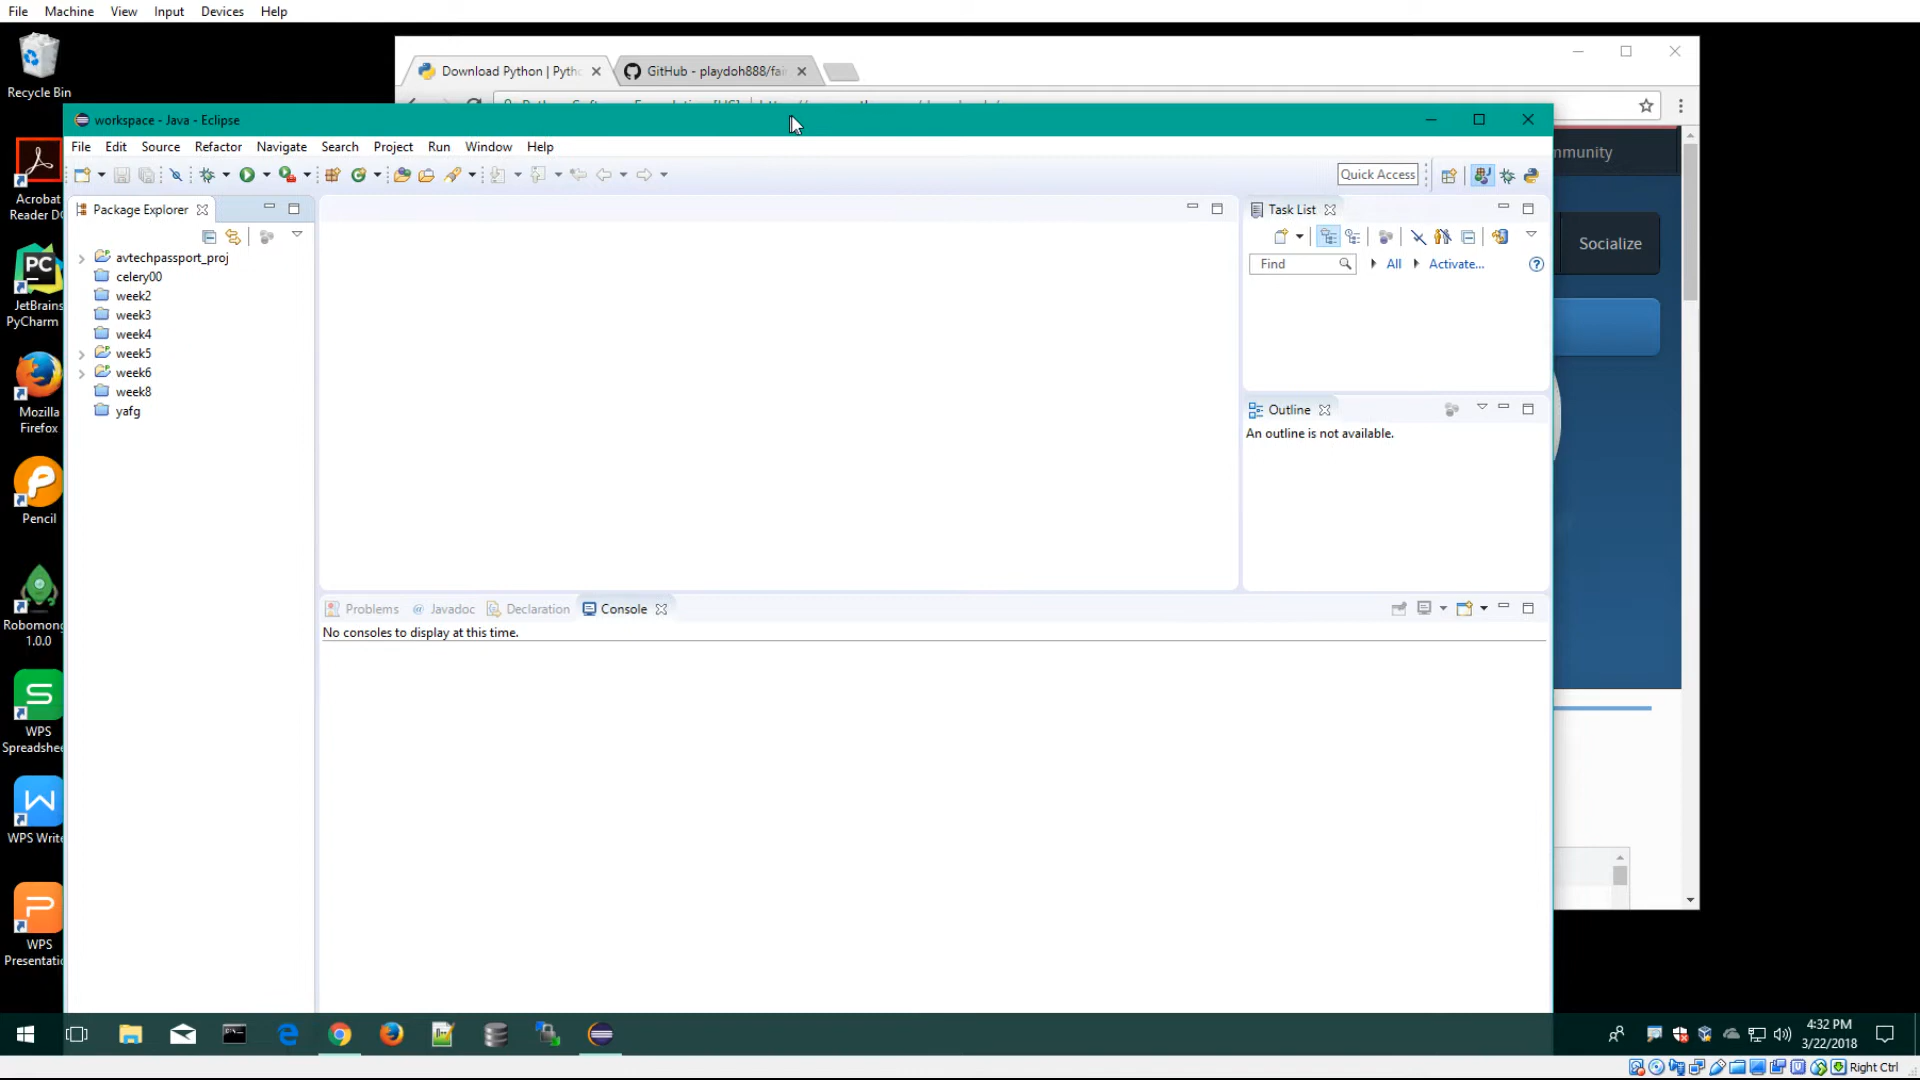 File Machine View Input Devices Help
Recycle Bin
Acrobat
Reader DC
JetBrains
PyCharm
Mozilla
Firefox
Pencil
Robomong
1.0.0
WPS
Spreadshee
WPS Write
WPS
Presentatio
Download Python | Pyth
GitHub - playdoh888/fai
workspace - Java - Eclipse
File Edit Source Refactor Navigate Search Project Run Window Help
Quick Access
Package Explorer
avtechpassport_proj
celery00
week2
week3
week4
week5
week6
week8
yafg
Task List
Find
All
Activate...
Outline
An outline is not available.
Problems
Javadoc
Declaration
Console
No consoles to display at this time.
mmunity
Socialize
4:32 PM
3/22/2018
Right Ctrl